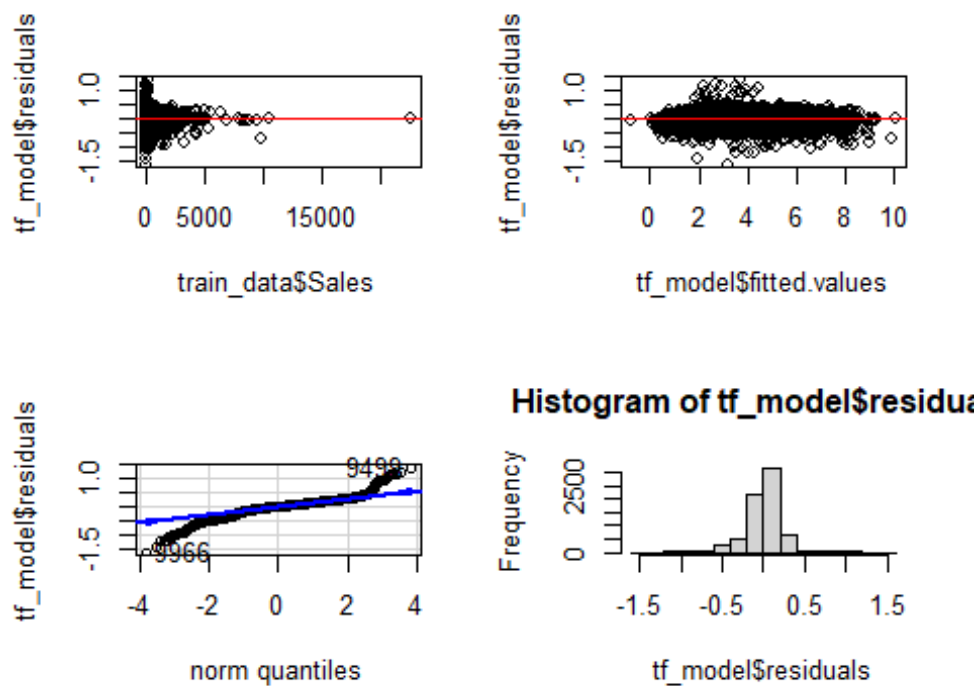 tf_model$residuals
1.0
-1.5
0 5000 15000
train_data$Sales
tf_model$residuals
1.0
-1.5
0 2 4 6 8 10
tf_model$fitted.values
tf_model$residuals
1.0
-1.5
9499
9966
-4 -2 0 2 4
norm quantiles
Histogram of tf_model$residua
Frequency
2500
0
-1.5 -0.5 0.5 1.5
tf_model$residuals